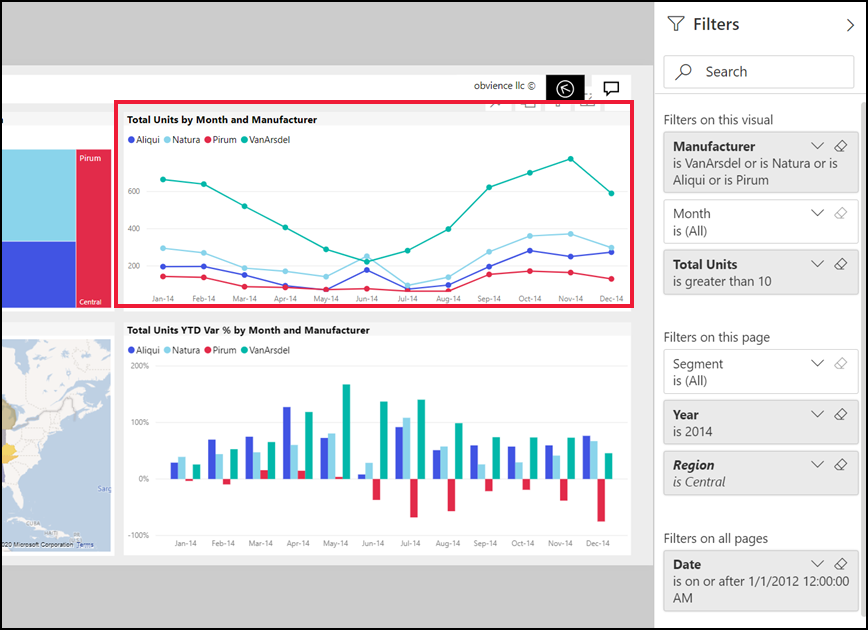 obvience llc ©
Pirum
Central
Total Units by Month and Manufacturer
Aliqui Natura Pirum VanArsdel
600
400
200
Jan-14 Feb-14 Mar-14 Apr-14 May-14 Jun-14 Jul-14 Aug-14 Sep-14 Oct-14 Nov-14 Dec-14
Total Units YTD Var % by Month and Manufacturer
Aliqui Natura Pirum VanArsdel
200%
100%
0%
-100%
Jan-14 Feb-14 Mar-14 Apr-14 May-14 Jun-14 Jul-14 Aug-14 Sep-14 Oct-14 Nov-14 Dec-14
CUBA
Microsoft Corporation Terms
Filters
Search
Filters on this visual
Manufacturer
is VanArsdel or is Natura or is
Aliqui or is Pirum
Month
is (All)
Total Units
is greater than 10
Filters on this page
Segment
is (All)
Year
is 2014
Region
is Central
Filters on all pages
Date
is on or after 1/1/2012 12:00:00
AM